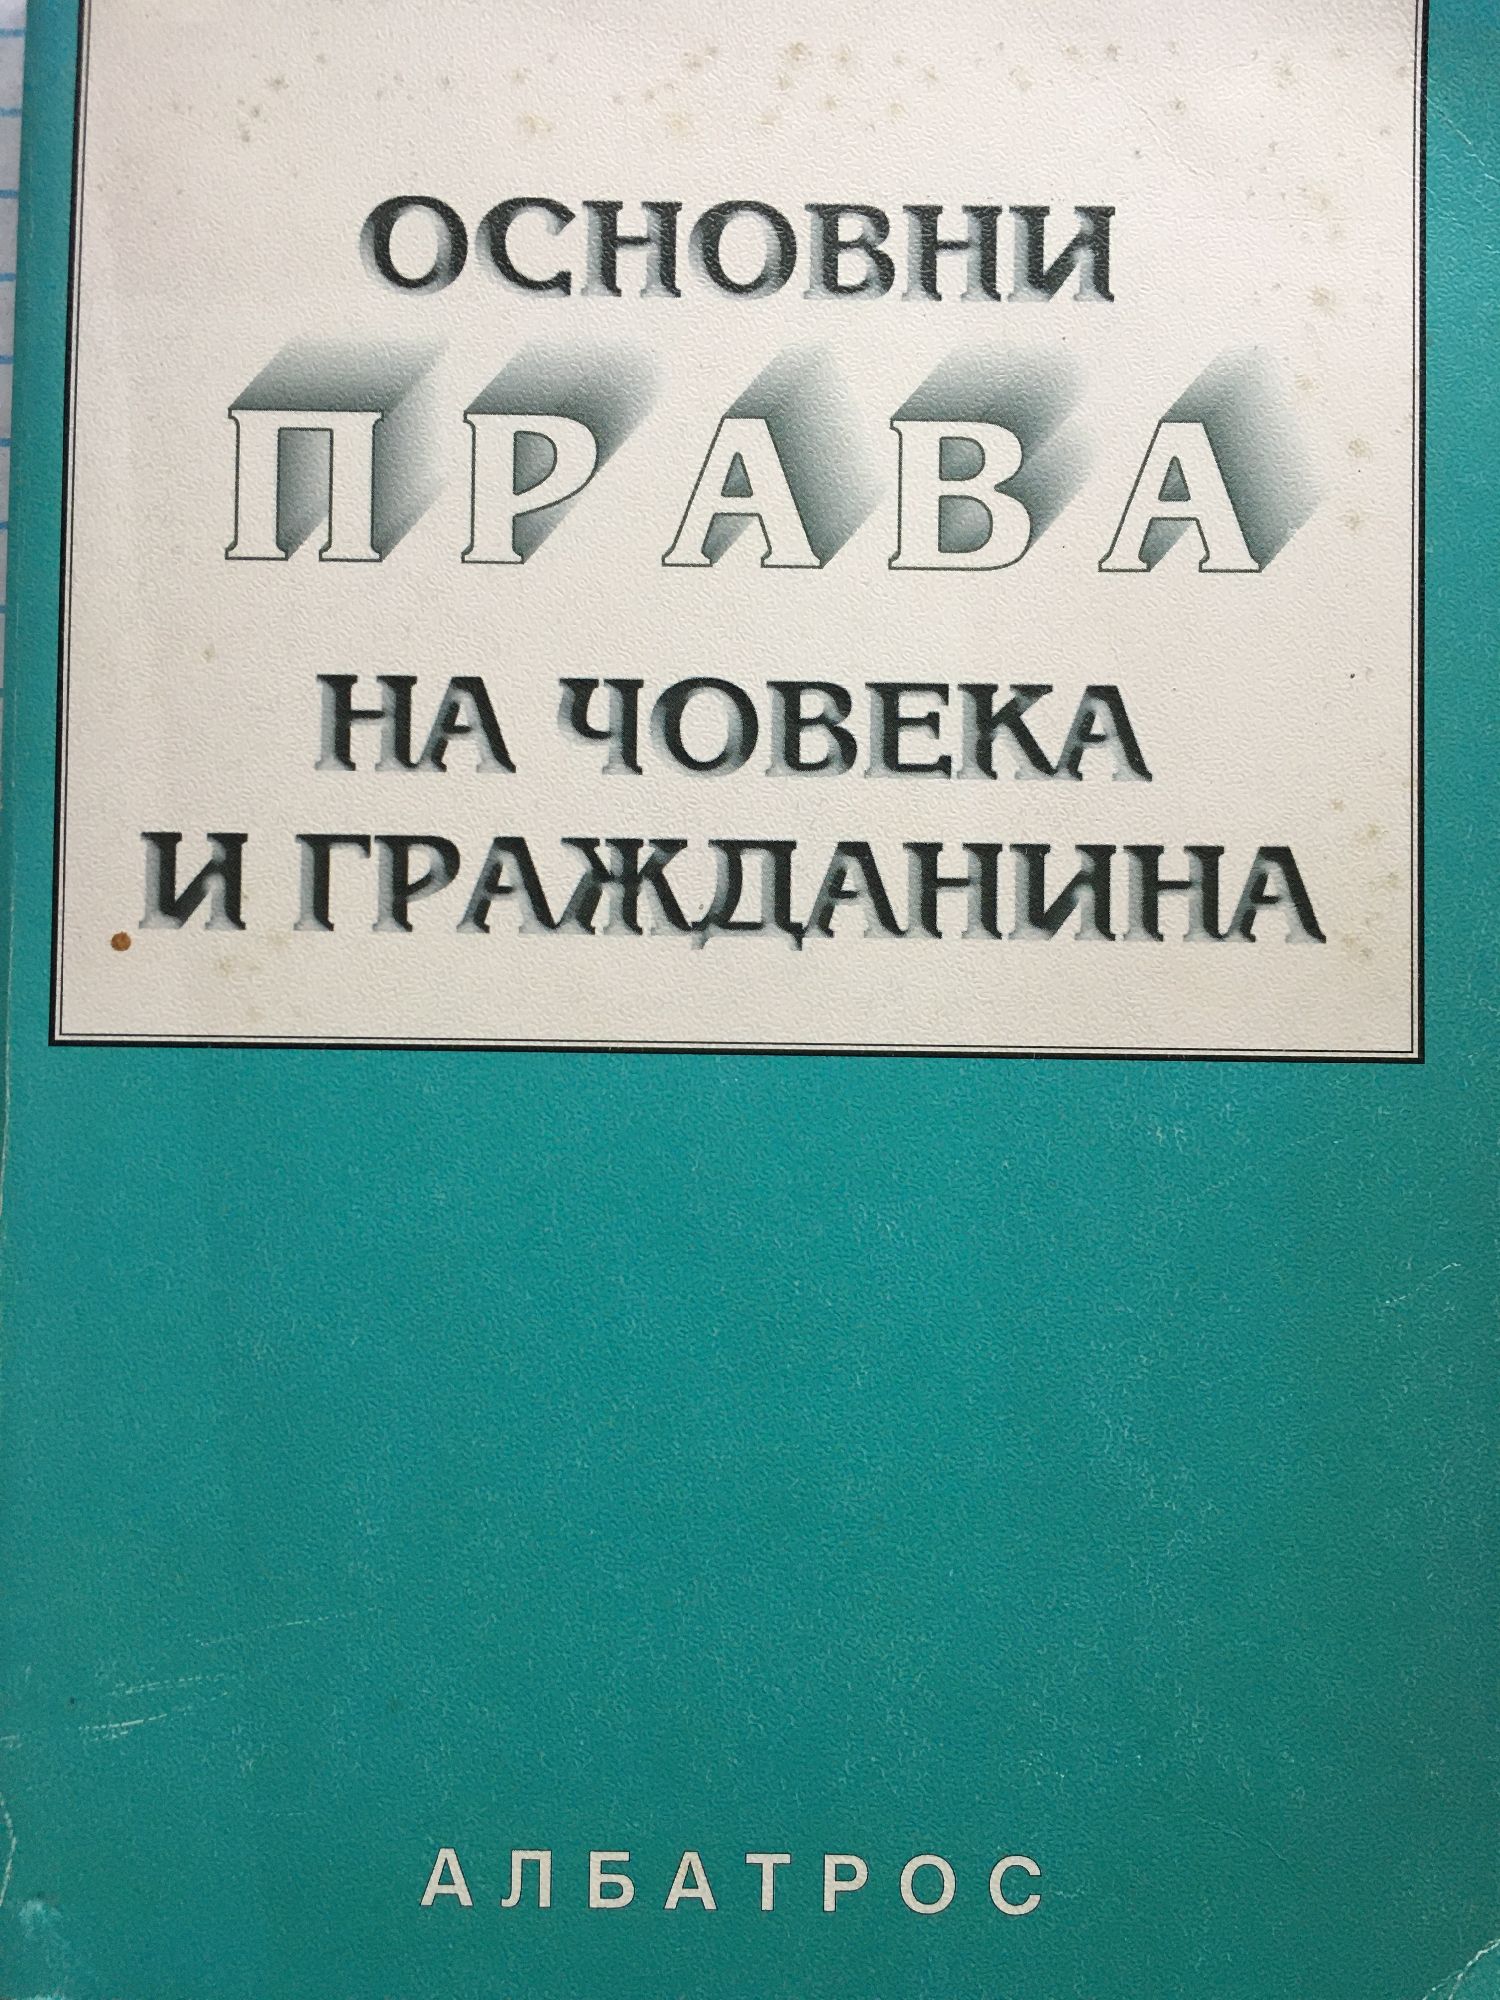 ОСНОВНИ
ПРАВА
НА ЧОВЕКА
И ГРАЖДАНИНА
АЛБАТРОС